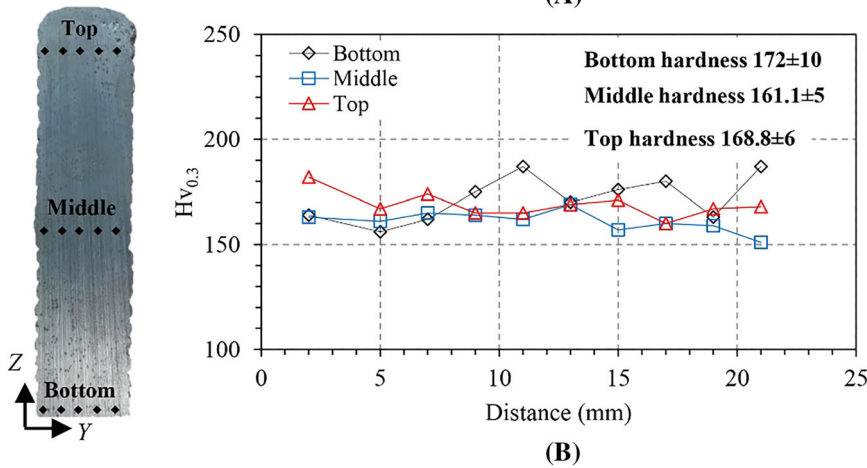 (A)
Top
Middle
Bottom
Z
Y
250
200
150
100
Hv0.3
Bottom
Middle
Top
Bottom hardness 172±10
Middle hardness 161.1±5
Top hardness 168.8±6
0 5 10 15 20 25
Distance (mm)
(B)